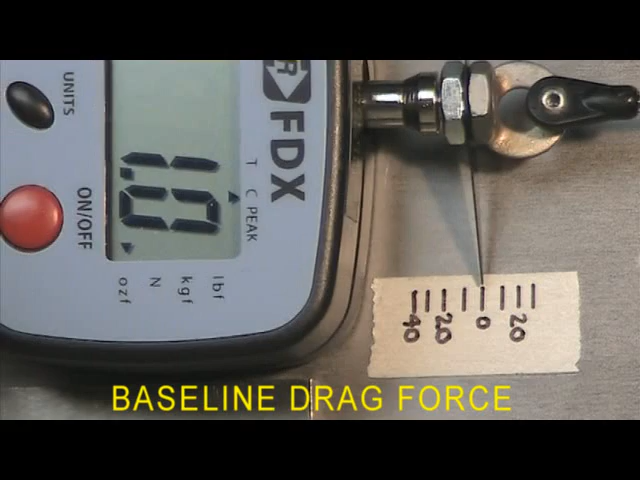 UNITS
ON/OFF
1.0
T C PEAK
FDX
lbf
kgf
N
ozf
40 20 0 20
BASELINE DRAG FORCE